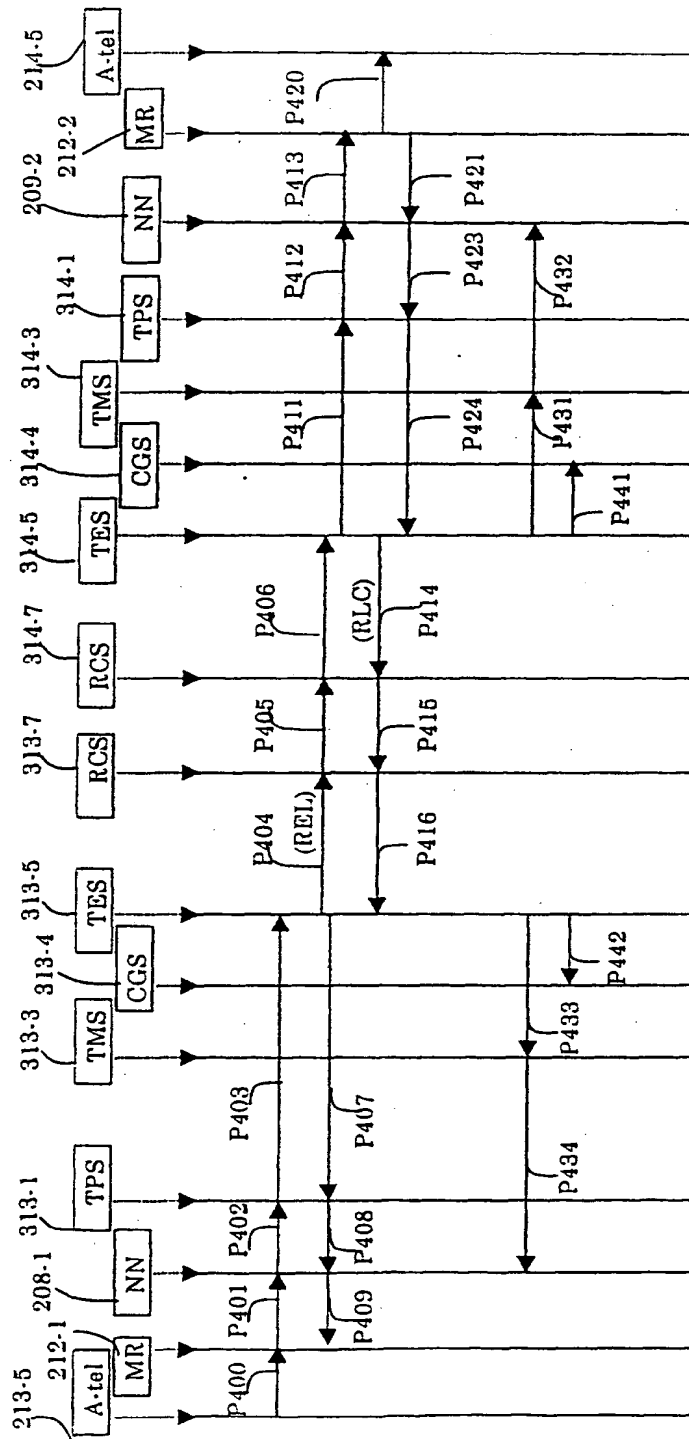 213-5
A-tel
212-1
MR
208-1
NN
313-1
TPS
313-3
TMS
313-4
CGS
313-5
TES
313-7
RCS
314-7
RCS
314-5
TES
314-4
CGS
314-3
TMS
314-1
TPS
209-2
NN
212-2
MR
214-5
A-tel
P400
P401
P402
P403
P404
(REL)
P405
P406
P407
P408
P409
P411
P412
P413
P420
(RLC)
P414
P415
P416
P421
P423
P424
P431
P432
P433
P434
P441
P442